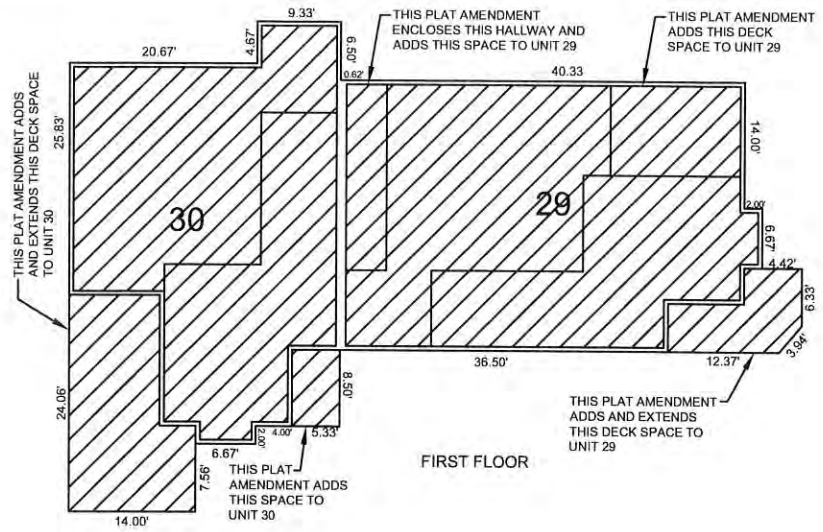 9.33'
THIS PLAT AMENDMENT
ENCLOSES THIS HALLWAY AND
ADDS THIS SPACE TO UNIT 29
THIS PLAT AMENDMENT
ADDS THIS DECK
SPACE TO UNIT 29
20.67'
4.67'
6.50'
0.62'
40.33
THIS PLAT AMENDMENT ADDS
AND EXTENDS THIS DECK SPACE
TO UNIT 30
25.83'
14.00'
30
29
2.00'
6.67'
4.42'
6.33'
3.94'
24.06'
8.50'
36.50'
12.37'
6.67'
2.00'
4.00'
5.33'
7.56'
14.00'
THIS PLAT
AMENDMENT ADDS
THIS SPACE TO
UNIT 30
FIRST FLOOR
THIS PLAT AMENDMENT
ADDS AND EXTENDS
THIS DECK SPACE TO
UNIT 29